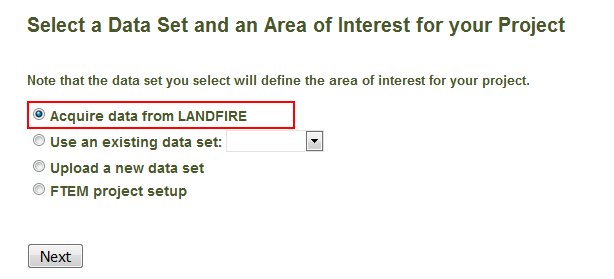 Select a Data Set and an Area of Interest for your Project
Note that the data set you select will define the area of interest for your project.
Acquire data from LANDFIRE
Use an existing data set:
Upload a new data set
FTEM project setup
Next